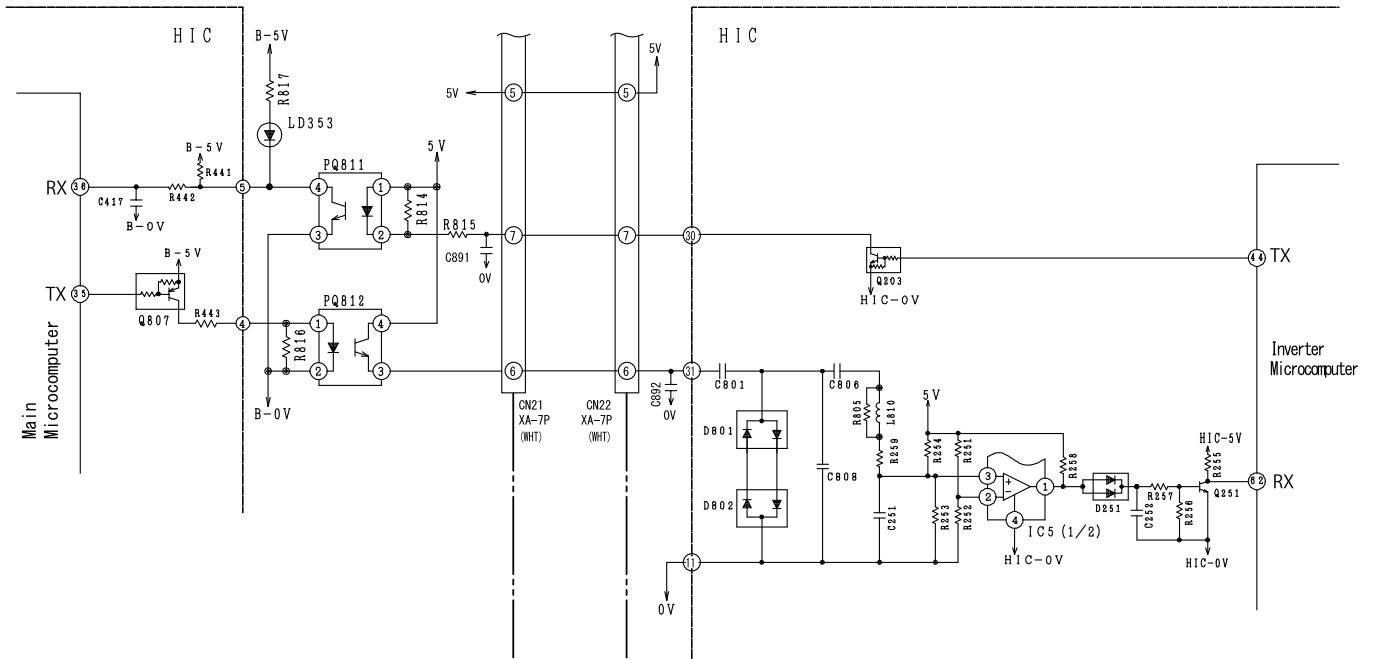 HIC
HIC
B-5V
R817
LD353
5V
5V
5
5
B-5V
R441
PQ811
5V
RX
36
R442
5
4
1
C417
B-0V
R814
R815
3
2
7
7
30
C891
0V
B-5V
TX
35
Q807
R443
4
PQ812
1
4
R816
2
3
B-0V
6
6
31
CN21
XA-7P
(WHT)
CN22
XA-7P
(WHT)
C892
0V
Main
Microcomputer
Q203
HIC-0V
44
TX
Inverter
Microcomputer
C801
C806
R805
L810
D801
D802
C808
R259
5V
R254
R251
R258
3
2
1
4
C251
R253
R252
IC5 (1/2)
HIC-0V
D251
R257
C252
R256
HIC-5V
R255
Q251
HIC-0V
62
RX
11
0V